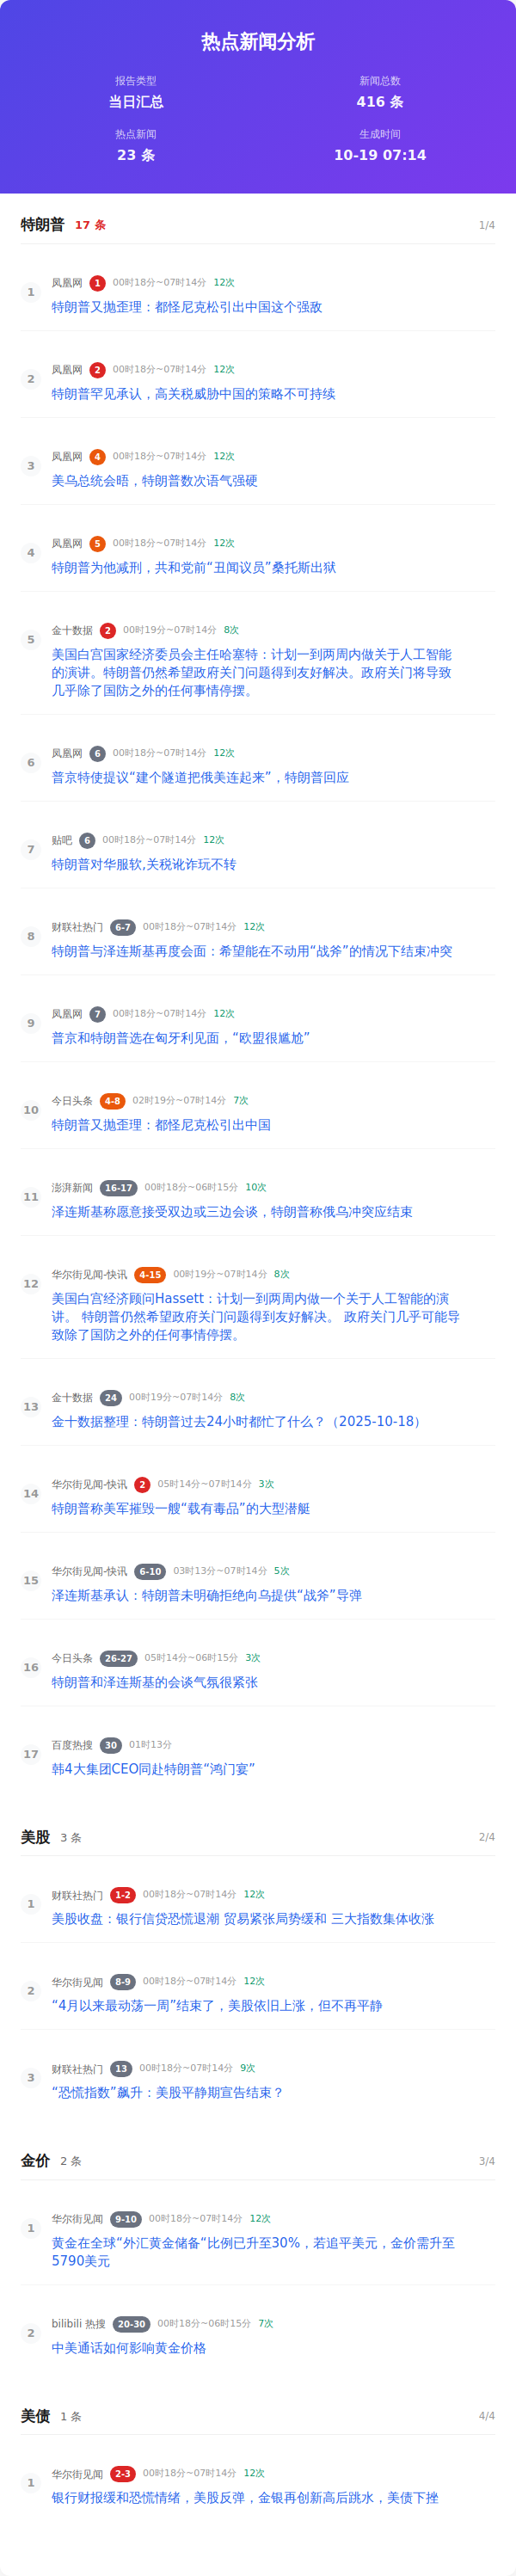 热点新闻分析
报告类型
新闻总数
当日汇总
416 条
热点新闻
生成时间
23 条
10-19 07:14
特朗普 17 条 1/4
1 凤凰网 1 00时18分~07时14分 12次
特朗普又抛歪理：都怪尼克松引出中国这个强敌
2 凤凰网 2 00时18分~07时14分 12次
特朗普罕见承认，高关税威胁中国的策略不可持续
3 凤凰网 4 00时18分~07时14分 12次
美乌总统会晤，特朗普数次语气强硬
4 凤凰网 5 00时18分~07时14分 12次
特朗普为他减刑，共和党前“丑闻议员”桑托斯出狱
5 金十数据 2 00时19分~07时14分 8次
美国白宫国家经济委员会主任哈塞特：计划一到两周内做关于人工智能
的演讲。特朗普仍然希望政府关门问题得到友好解决。政府关门将导致
几乎除了国防之外的任何事情停摆。
6 凤凰网 6 00时18分~07时14分 12次
普京特使提议“建个隧道把俄美连起来”，特朗普回应
7 贴吧 6 00时18分~07时14分 12次
特朗普对华服软,关税讹诈玩不转
8 财联社热门 6-7 00时18分~07时14分 12次
特朗普与泽连斯基再度会面：希望能在不动用“战斧”的情况下结束冲突
9 凤凰网 7 00时18分~07时14分 12次
普京和特朗普选在匈牙利见面，“欧盟很尴尬”
10 今日头条 4-8 02时19分~07时14分 7次
特朗普又抛歪理：都怪尼克松引出中国
11 澎湃新闻 16-17 00时18分~06时15分 10次
泽连斯基称愿意接受双边或三边会谈，特朗普称俄乌冲突应结束
12 华尔街见闻-快讯 4-15 00时19分~07时14分 8次
美国白宫经济顾问Hassett：计划一到两周内做一个关于人工智能的演
讲。 特朗普仍然希望政府关门问题得到友好解决。 政府关门几乎可能导
致除了国防之外的任何事情停摆。
13 金十数据 24 00时19分~07时14分 8次
金十数据整理：特朗普过去24小时都忙了什么？（2025-10-18）
14 华尔街见闻-快讯 2 05时14分~07时14分 3次
特朗普称美军摧毁一艘“载有毒品”的大型潜艇
15 华尔街见闻-快讯 6-10 03时13分~07时14分 5次
泽连斯基承认：特朗普未明确拒绝向乌提供“战斧”导弹
16 今日头条 26-27 05时14分~06时15分 3次
特朗普和泽连斯基的会谈气氛很紧张
17 百度热搜 30 01时13分
韩4大集团CEO同赴特朗普“鸿门宴”
美股 3 条 2/4
1 财联社热门 1-2 00时18分~07时14分 12次
美股收盘：银行信贷恐慌退潮 贸易紧张局势缓和 三大指数集体收涨
2 华尔街见闻 8-9 00时18分~07时14分 12次
“4月以来最动荡一周”结束了，美股依旧上涨，但不再平静
3 财联社热门 13 00时18分~07时14分 9次
“恐慌指数”飙升：美股平静期宣告结束？
金价 2 条 3/4
1 华尔街见闻 9-10 00时18分~07时14分 12次
黄金在全球“外汇黄金储备“比例已升至30%，若追平美元，金价需升至
5790美元
2 bilibili 热搜 20-30 00时18分~06时15分 7次
中美通话如何影响黄金价格
美债 1 条 4/4
1 华尔街见闻 2-3 00时18分~07时14分 12次
银行财报缓和恐慌情绪，美股反弹，金银再创新高后跳水，美债下挫